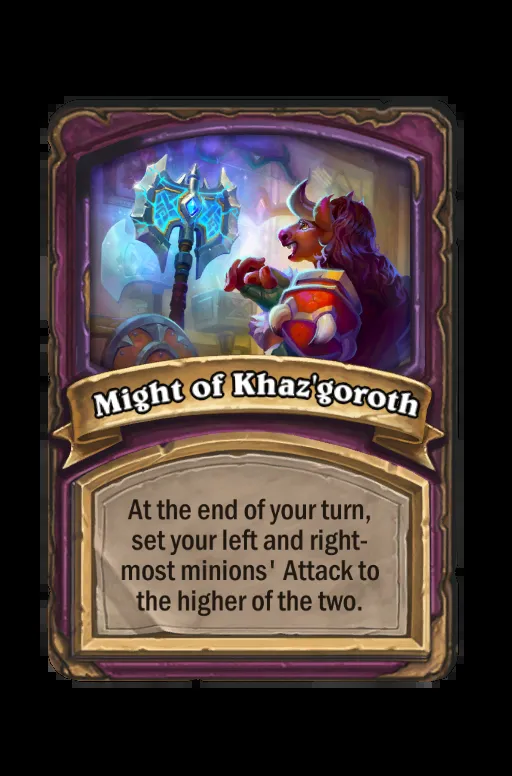 Might of Khaz'goroth
At the end of your turn,
set your left and right-
most minions' Attack to
the higher of the two.